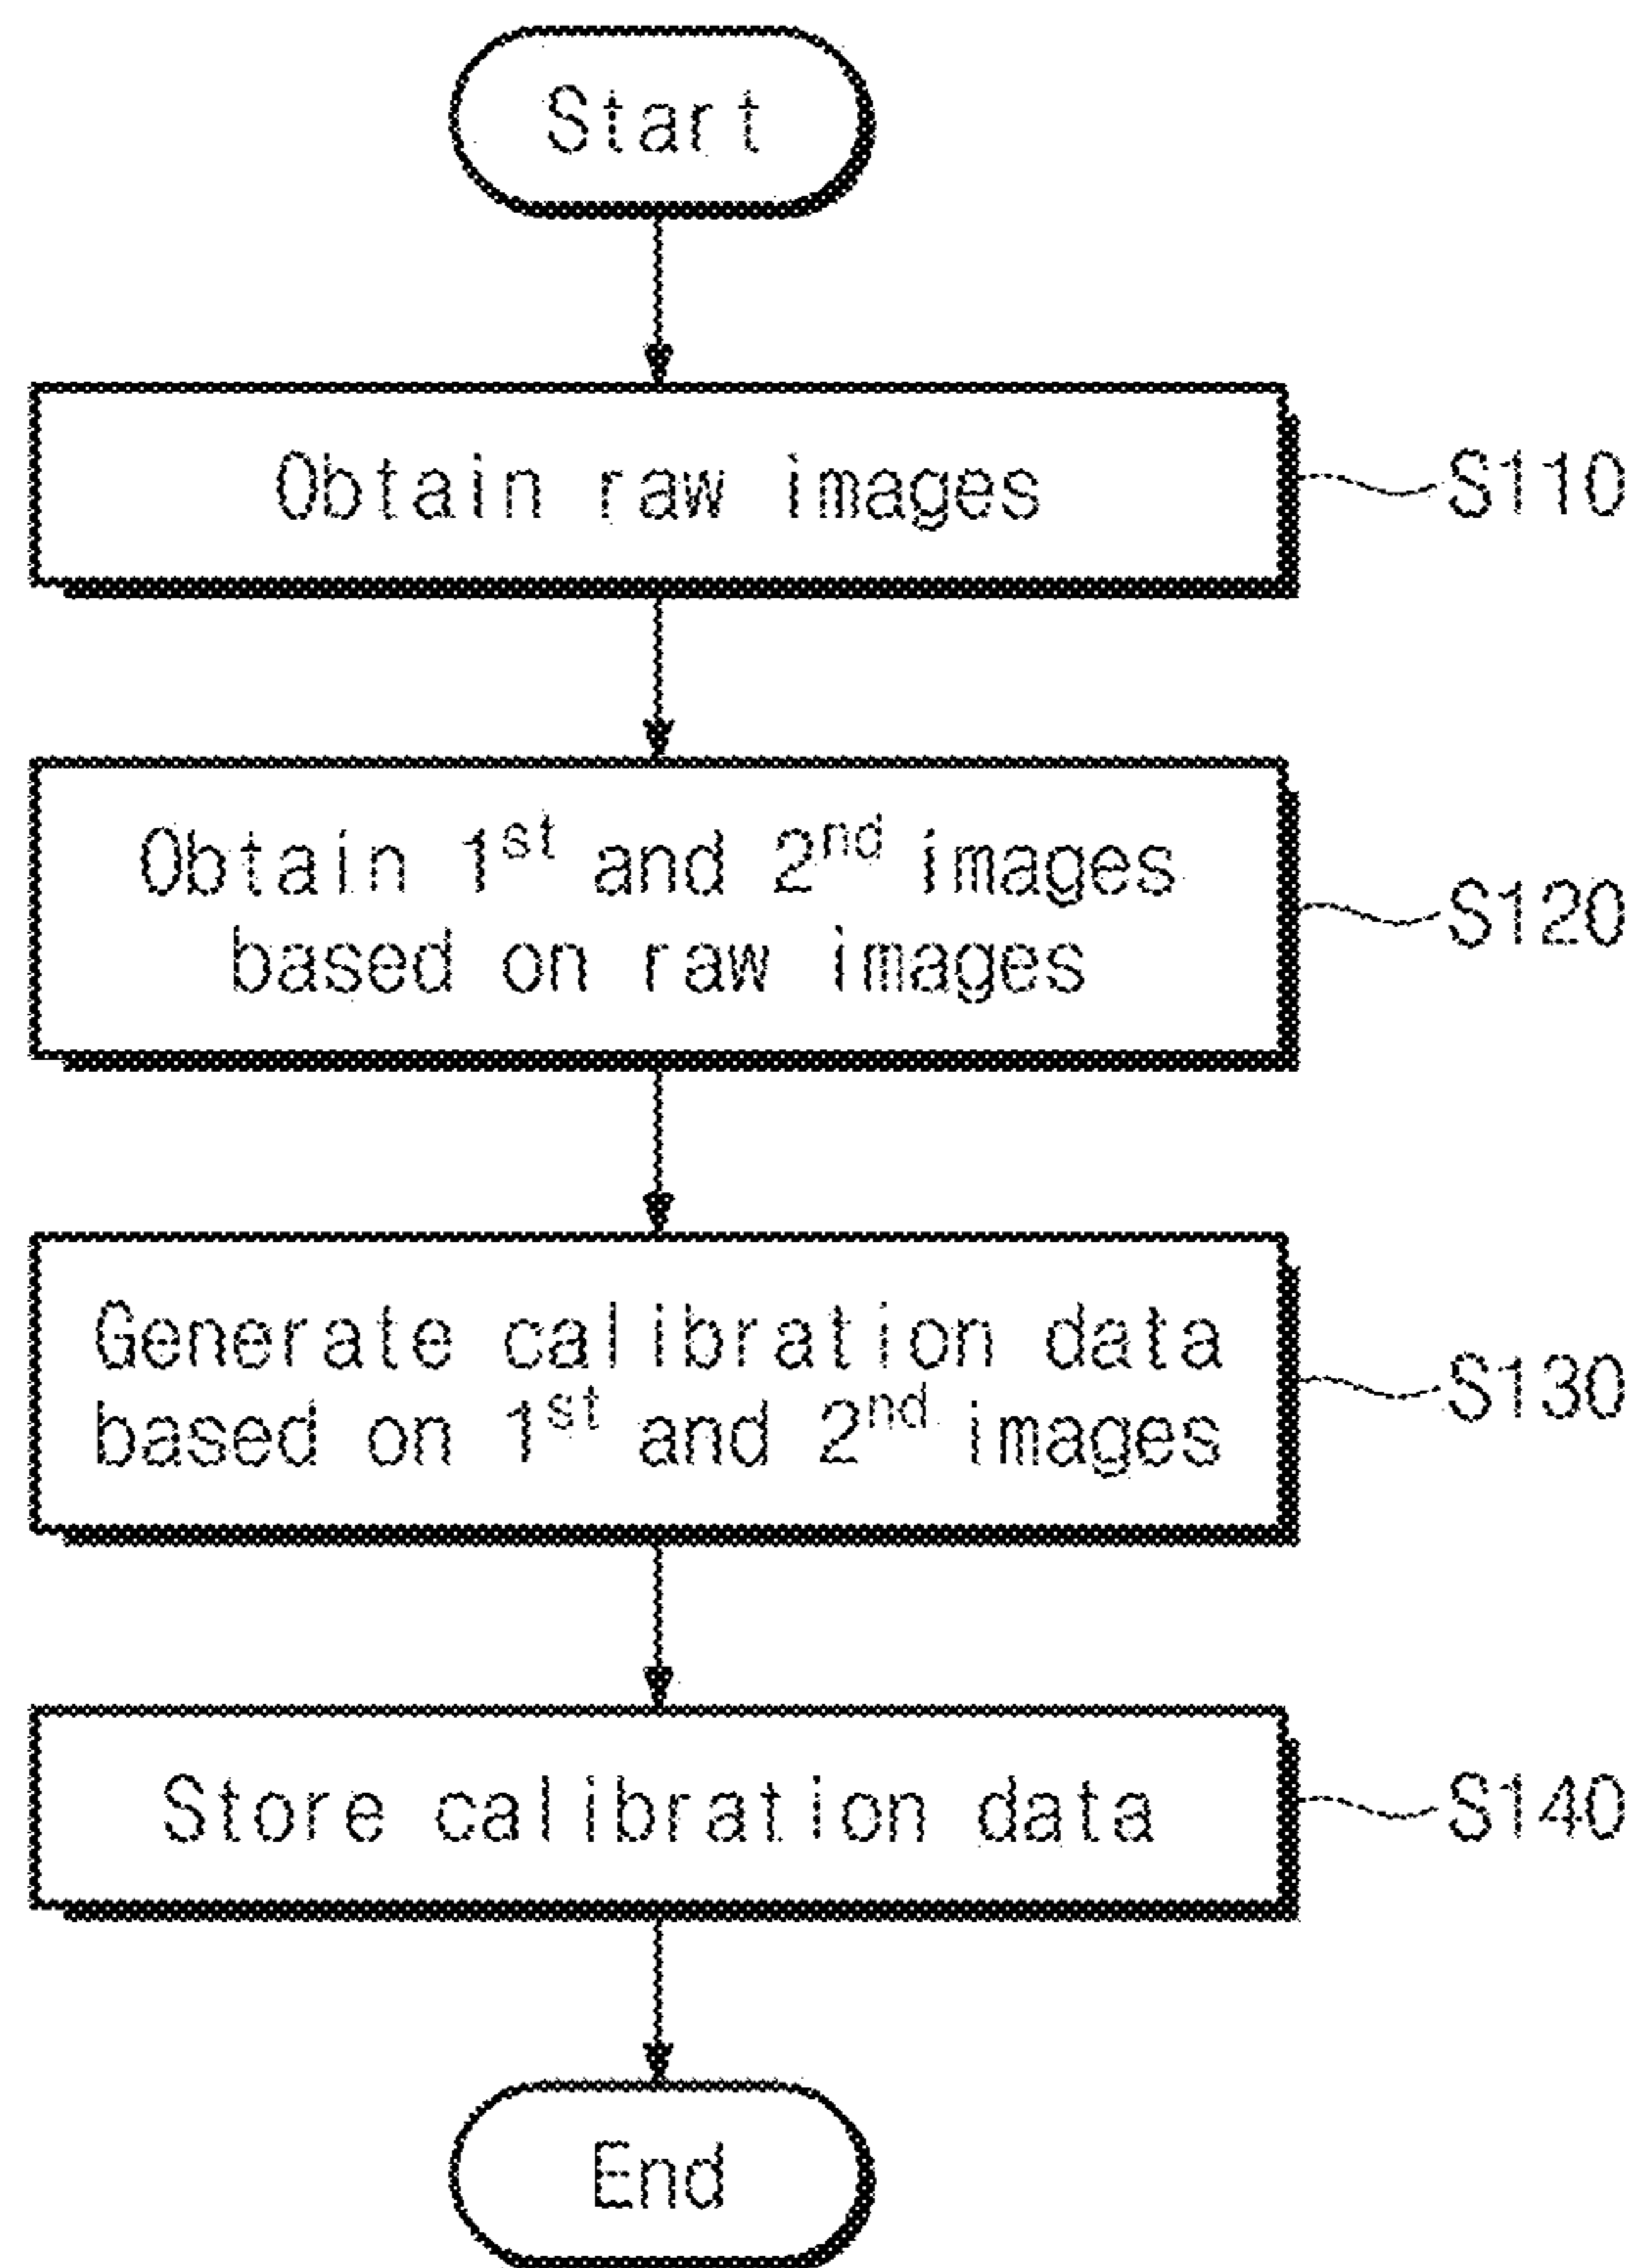 Start
Obtain raw images
S110
Obtain 1st and 2nd images
based on raw images
S120
Generate calibration data
based on 1st and 2nd images
S130
Store calibration data
S140
End